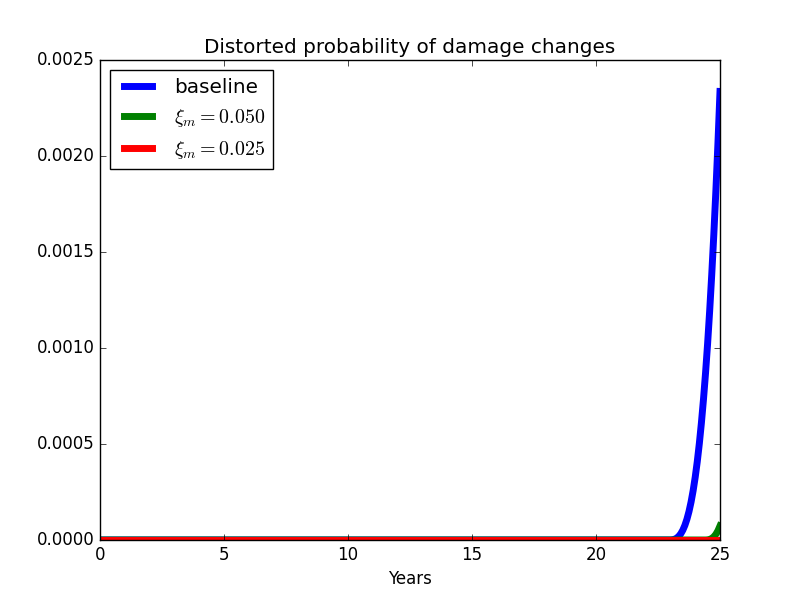 Distorted probability of damage changes
0.0025
0.0020
0.0015
0.0010
0.0005
0.0000
baseline
ξₘ = 0.050
ξₘ = 0.025
0 5 10 15 20 25
Years